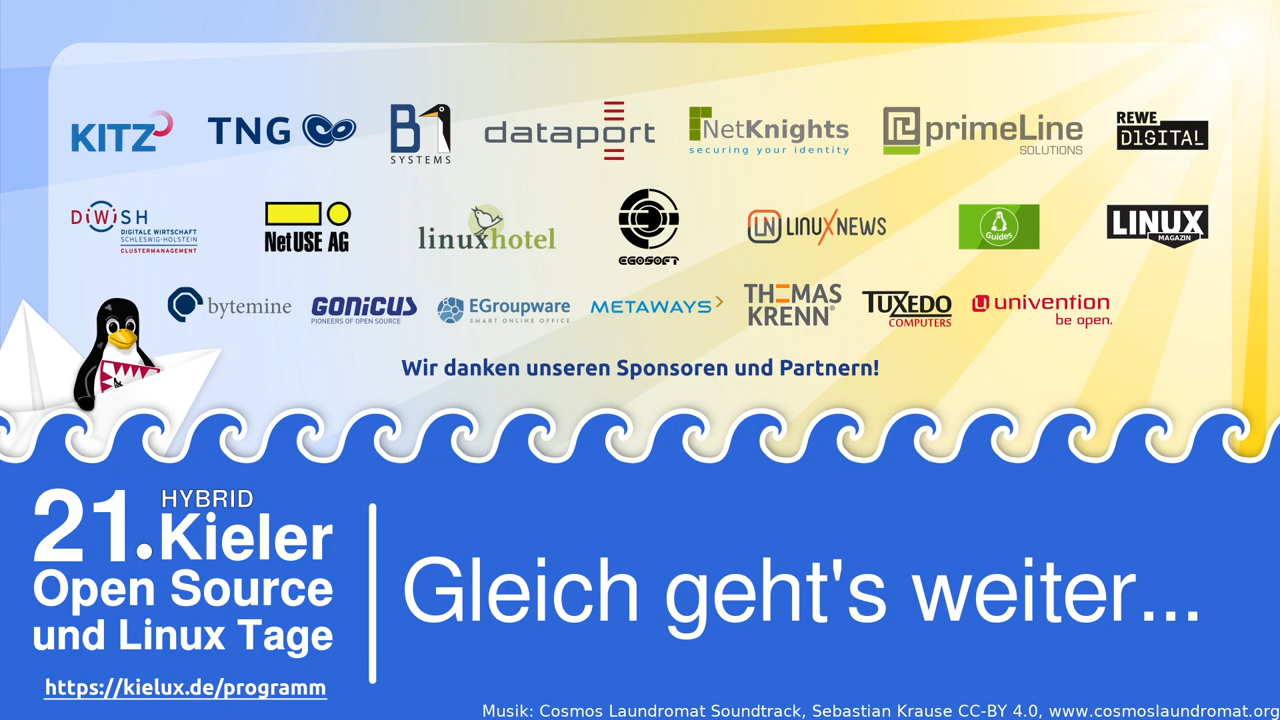 KITZ
TNG
B1
SYSTEMS
dataport
NetKnights
securing your identity
primeLine
SOLUTIONS
REWE
DIGITAL
DiWiSH
DIGITALE WIRTSCHAFT
SCHLESWIG-HOLSTEIN
CLUSTERMANAGEMENT
NetUSE AG
linuxhotel
EGOSOFT
LN LINUXNEWS
Guides
LINUX
MAGAZIN
bytemine
GONICUS
PIONEERS OF OPEN SOURCE
EGroupware
SMART ONLINE OFFICE
METAWAYS
THOMAS
KRENN®
TUXEDO
COMPUTERS
u univention
be open.
Wir danken unseren Sponsoren und Partnern!
HYBRID
21. Kieler
Open Source
und Linux Tage
https://kielux.de/programm
Gleich geht's weiter...
Musik: Cosmos Laundromat Soundtrack, Sebastian Krause CC-BY 4.0, www.cosmoslaundromat.org